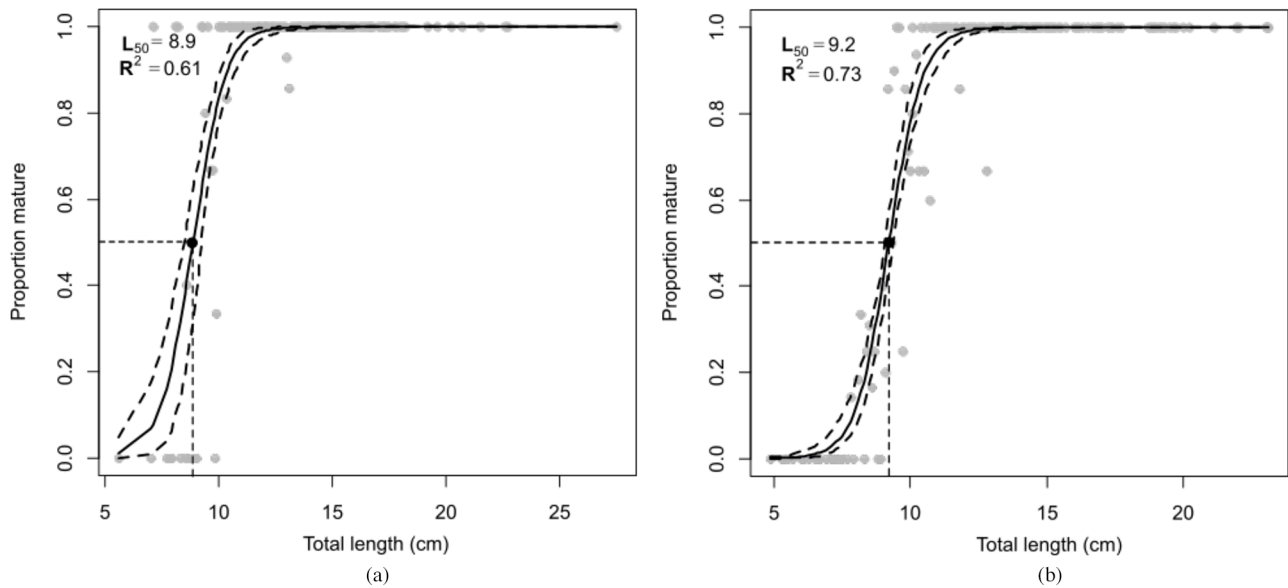 L50 = 8.9
R2 = 0.61
Proportion mature
0.0 0.2 0.4 0.6 0.8 1.0
5 10 15 20 25
Total length (cm)
(a)
L50 = 9.2
R2 = 0.73
Proportion mature
0.0 0.2 0.4 0.6 0.8 1.0
5 10 15 20
Total length (cm)
(b)